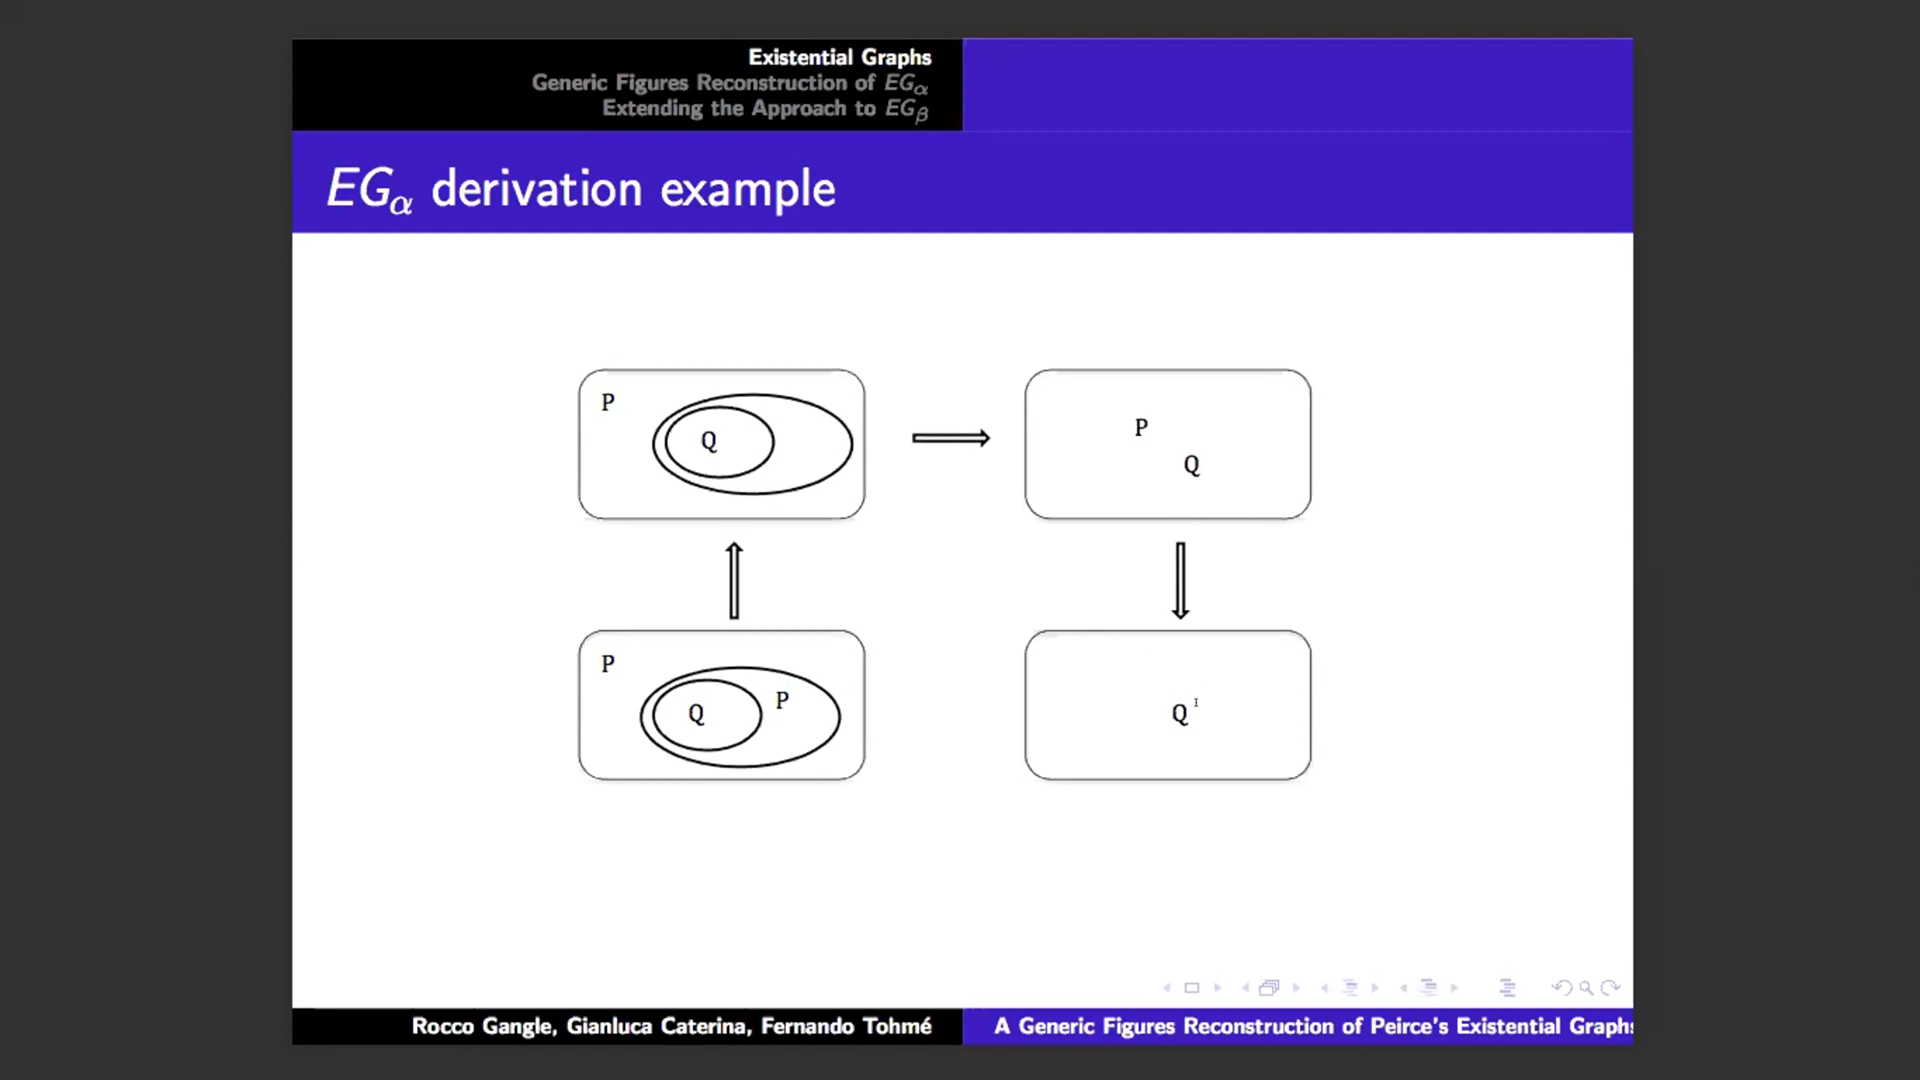 Existential Graphs
Generic Figures Reconstruction of EGα
Extending the Approach to EGβ
EGα derivation example
P
Q
P
Q
P
Q
P
Q
Rocco Gangle, Gianluca Caterina, Fernando Tohmé
A Generic Figures Reconstruction of Peirce's Existential Graphs